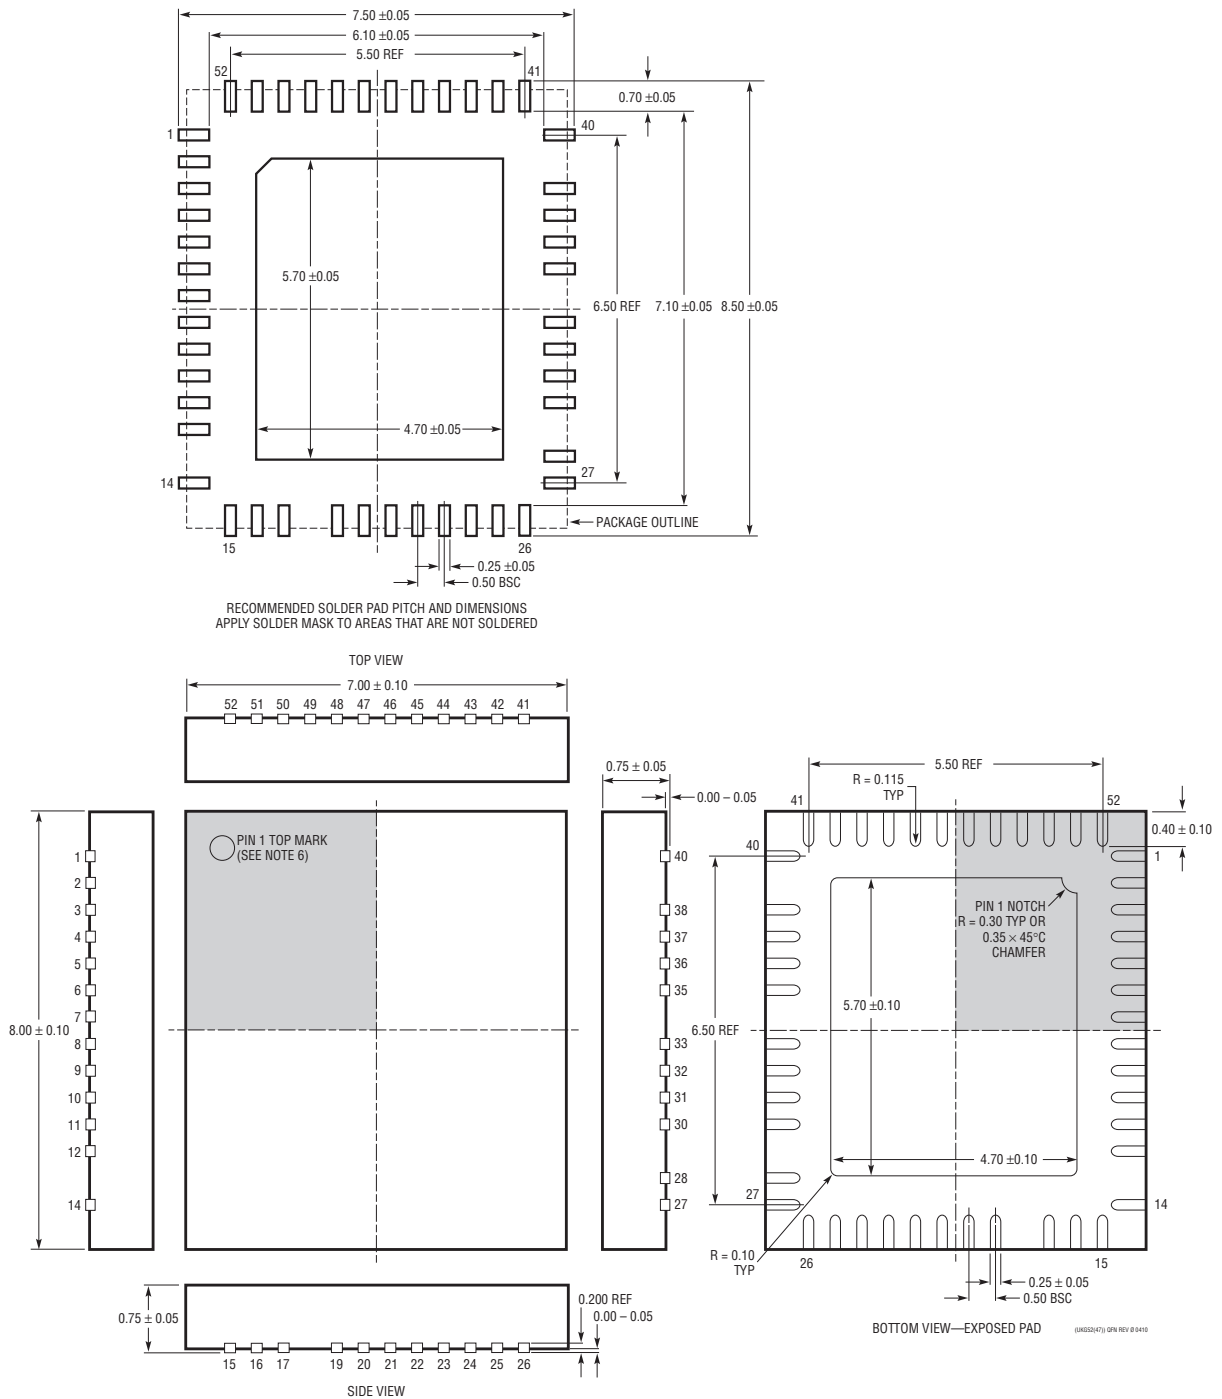 7.50 ±0.05
6.10 ±0.05
5.50 REF
52
41
0.70 ±0.05
1
40
5.70 ±0.05
6.50 REF
7.10 ±0.05
8.50 ±0.05
4.70 ±0.05
14
27
PACKAGE OUTLINE
15
26
0.25 ±0.05
0.50 BSC
RECOMMENDED SOLDER PAD PITCH AND DIMENSIONS
APPLY SOLDER MASK TO AREAS THAT ARE NOT SOLDERED
TOP VIEW
7.00 ± 0.10
52 51 50 49 48 47 46 45 44 43 42 41
PIN 1 TOP MARK
(SEE NOTE 6)
8.00 ± 0.10
1
2
3
4
5
6
7
8
9
10
11
12
14
0.75 ± 0.05
0.00 – 0.05
40
38
37
36
35
33
32
31
30
28
27
5.50 REF
R = 0.115
TYP
41
52
0.40 ± 0.10
40
1
PIN 1 NOTCH
R = 0.30 TYP OR
0.35 × 45°C
CHAMFER
5.70 ±0.10
6.50 REF
4.70 ±0.10
27
14
R = 0.10
TYP
26
15
0.25 ± 0.05
0.50 BSC
BOTTOM VIEW—EXPOSED PAD
(UKG52(47)) QFN REV Ø 0410
0.75 ± 0.05
0.200 REF
0.00 – 0.05
15 16 17 19 20 21 22 23 24 25 26
SIDE VIEW